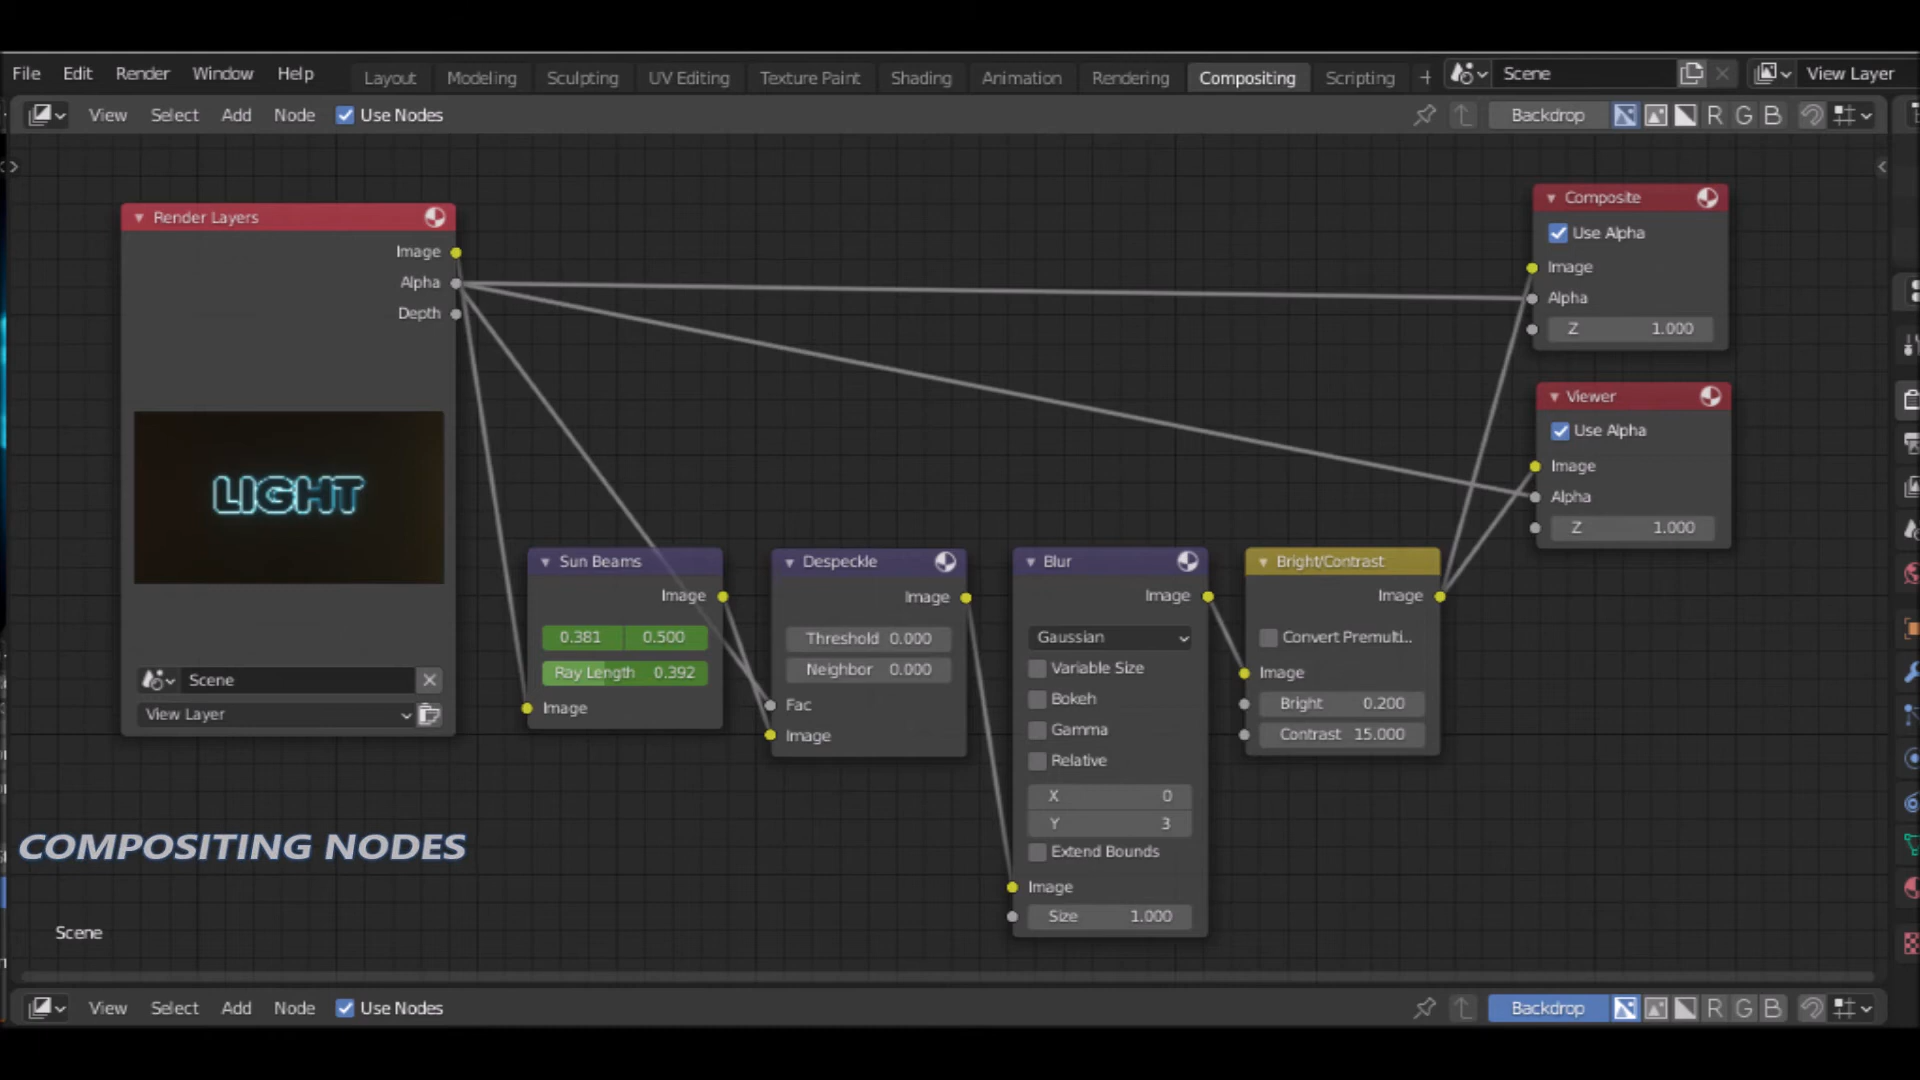 File Edit Render Window Help Layout Modeling Sculpting UV Editing Texture Paint Shading Animation Rendering Compositing Scripting + Scene View Layer
View Select Add Node Use Nodes Backdrop R G B
Render Layers
Image
Alpha
Depth
LIGHT
Scene
View Layer
Sun Beams
Image
0.381 0.500
Ray Length 0.392
Image
Despeckle
Image
Threshold 0.000
Neighbor 0.000
Fac
Image
Blur
Image
Gaussian
Variable Size
Bokeh
Gamma
Relative
X 0
Y 3
Extend Bounds
Image
Size 1.000
Bright/Contrast
Image
Convert Premulti..
Image
Bright 0.200
Contrast 15.000
Composite
Use Alpha
Image
Alpha
Z 1.000
Viewer
Use Alpha
Image
Alpha
Z 1.000
COMPOSITING NODES
Scene
View Select Add Node Use Nodes Backdrop R G B